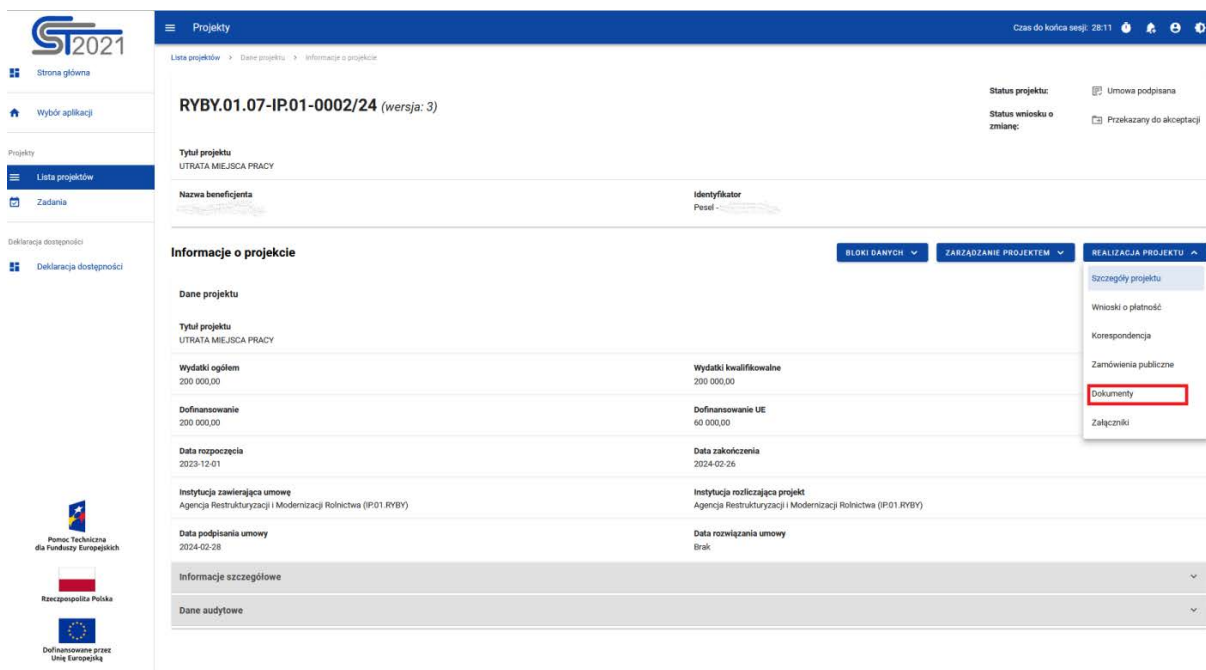 CST2021
Strona główna
Wybór aplikacji
Projekty
Lista projektów
Zadania
Deklaracja dostępności
Deklaracja dostępności
Pomoc Techniczna
dla Funduszy Europejskich
Rzeczpospolita Polska
Dofinansowane przez
Unię Europejską
Projekty
Czas do końca sesji: 28:11
Lista projektów > Dane projektu > Informacje o projekcie
RYBY.01.07-IP.01-0002/24 (wersja: 3)
Status projektu: Umowa podpisana
Status wniosku o
zmianę: Przekazany do akceptacji
Tytuł projektu
UTRATA MIEJSCA PRACY
Nazwa beneficjenta
Identyfikator
Pesel -
Informacje o projekcie
BLOKI DANYCH
ZARZĄDZANIE PROJEKTEM
REALIZACJA PROJEKTU
Szczegóły projektu
Wnioski o płatność
Korespondencja
Zamówienia publiczne
Dokumenty
Załączniki
Dane projektu
Tytuł projektu
UTRATA MIEJSCA PRACY
Wydatki ogółem
200 000,00
Wydatki kwalifikowalne
200 000,00
Dofinansowanie
200 000,00
Dofinansowanie UE
60 000,00
Data rozpoczęcia
2023-12-01
Data zakończenia
2024-02-26
Instytucja zawierająca umowę
Agencja Restrukturyzacji i Modernizacji Rolnictwa (IP.01.RYBY)
Instytucja rozliczająca projekt
Agencja Restrukturyzacji i Modernizacji Rolnictwa (IP.01.RYBY)
Data podpisania umowy
2024-02-28
Data rozwiązania umowy
Brak
Informacje szczegółowe
Dane audytowe